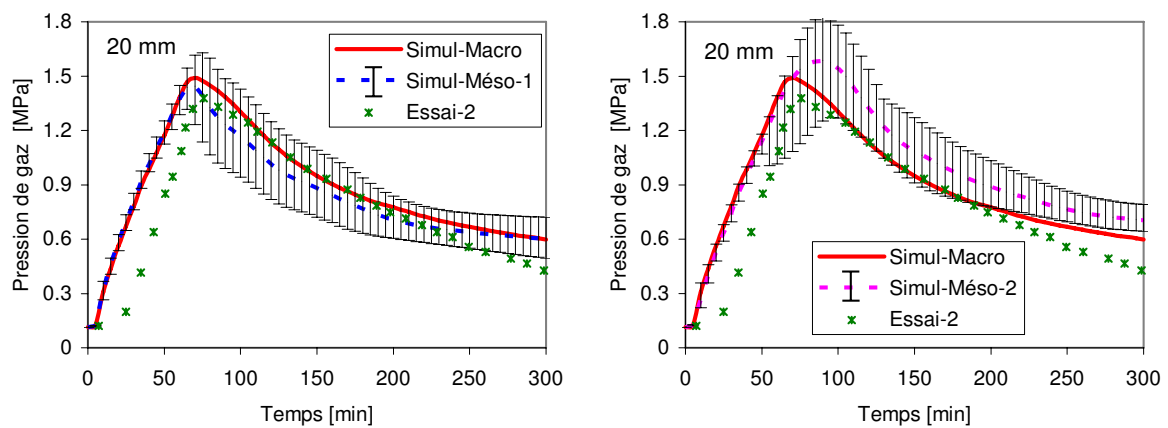 1.8
1.5
1.2
0.9
0.6
0.3
0
Pression de gaz [MPa]
20 mm
Simul-Macro
Simul-Méso-1
Essai-2
0 50 100 150 200 250 300
Temps [min]
1.8
1.5
1.2
0.9
0.6
0.3
0
Pression de gaz [MPa]
20 mm
Simul-Macro
Simul-Méso-2
Essai-2
0 50 100 150 200 250 300
Temps [min]